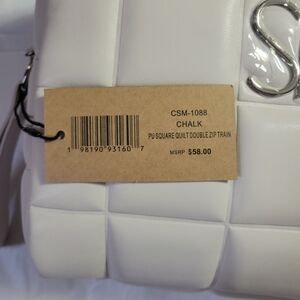 CSM-1088
CHALK
PU SQUARE QUILT DOUBLE ZIP TRAIN
1 98190 93160 7
MSRP $58.00
S